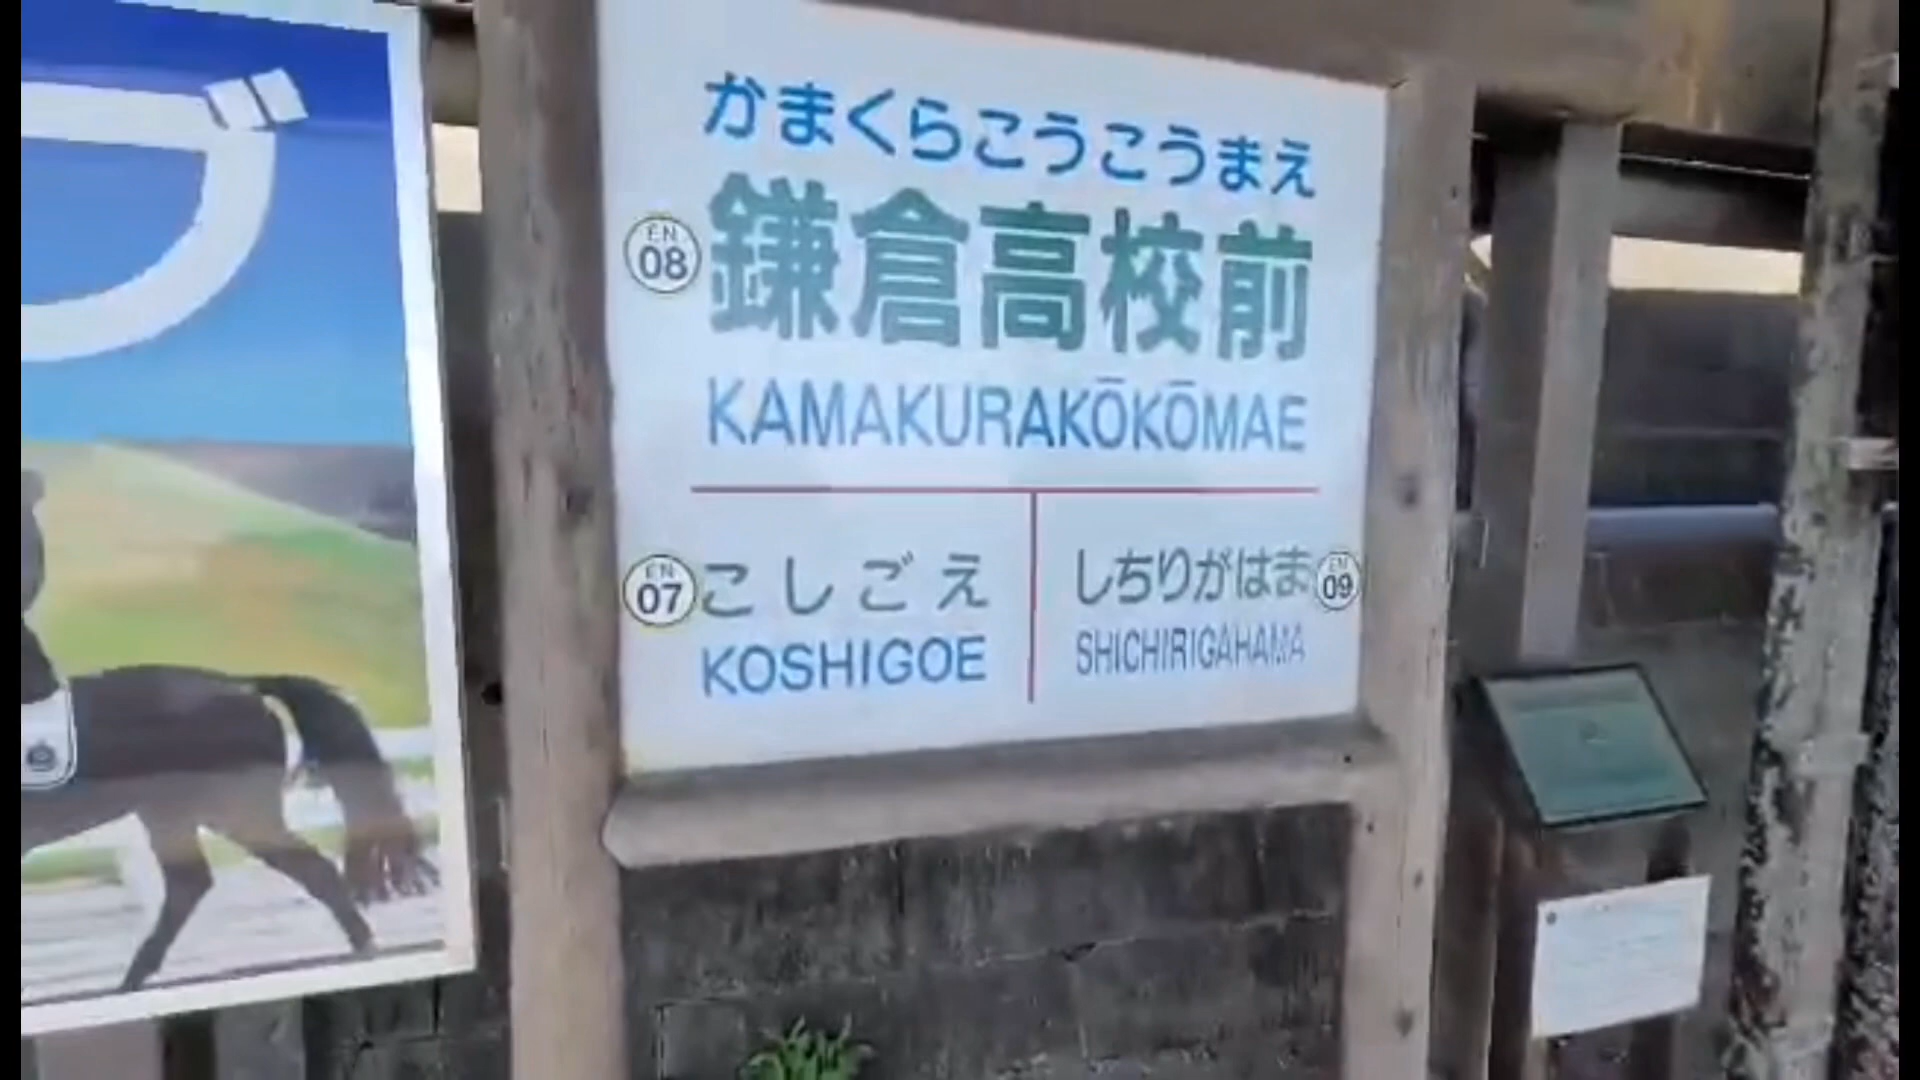 かまくらこうこうまえ
EN 08 鎌倉高校前
KAMAKURAKŌKŌMAE
EN 07 こしごえ
KOSHIGOE
しちりがはま EN 09
SHICHIRIGAHAMA